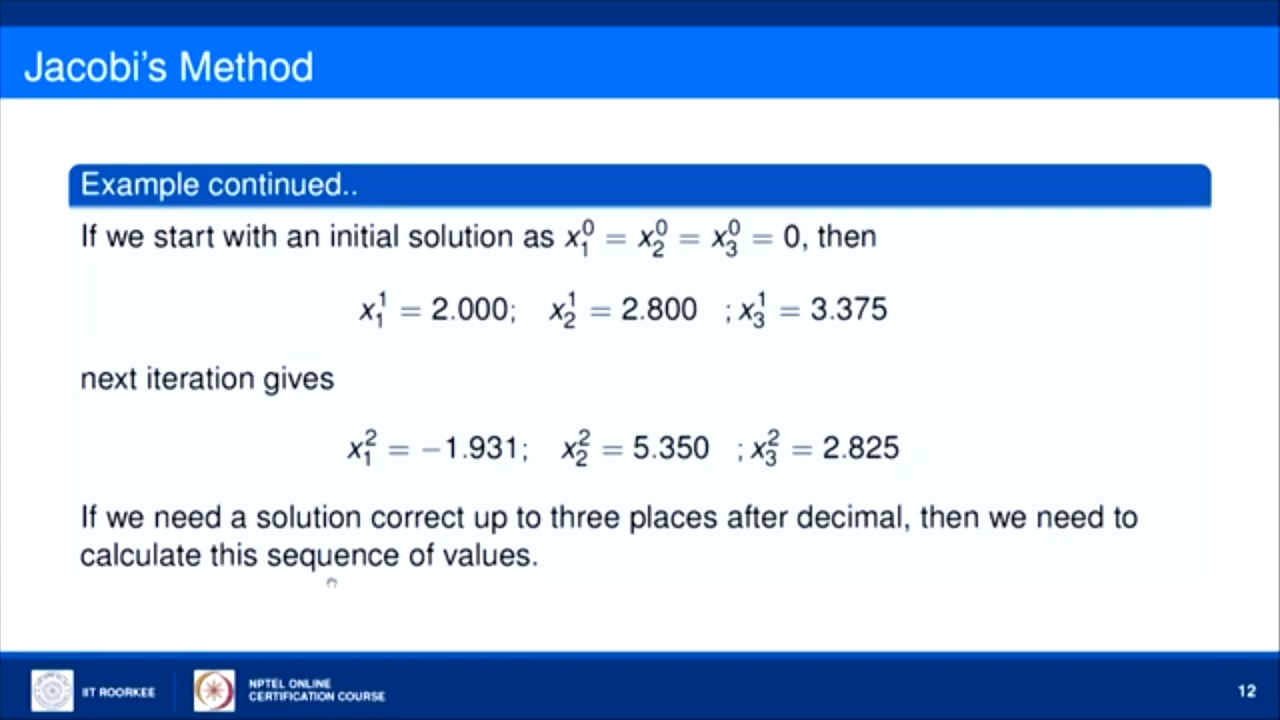 Jacobi's Method
Example continued..
If we start with an initial solution as x₁⁰ = x₂⁰ = x₃⁰ = 0, then
x₁¹ = 2.000; x₂¹ = 2.800 ; x₃¹ = 3.375
next iteration gives
x₁² = −1.931; x₂² = 5.350 ; x₃² = 2.825
If we need a solution correct up to three places after decimal, then we need to
calculate this sequence of values.
IIT ROORKEE
NPTEL ONLINE
CERTIFICATION COURSE
12